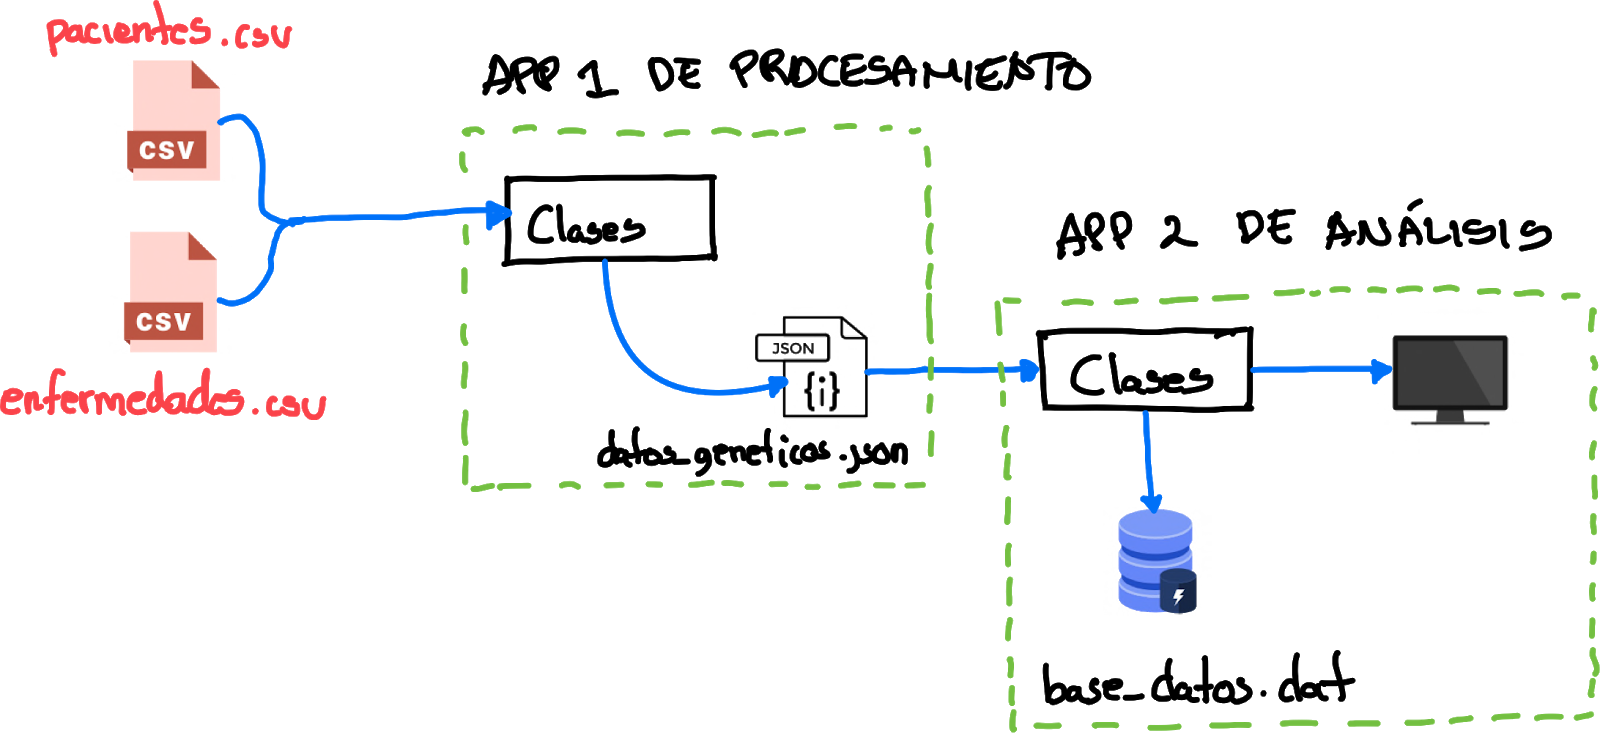 pacientes.csv
CSV
CSV
enfermedades.csv
APP 1 DE PROCESAMIENTO
Clases
JSON
{i}
datos_geneticos.json
APP 2 DE ANÁLISIS
Clases
base_datos.dat